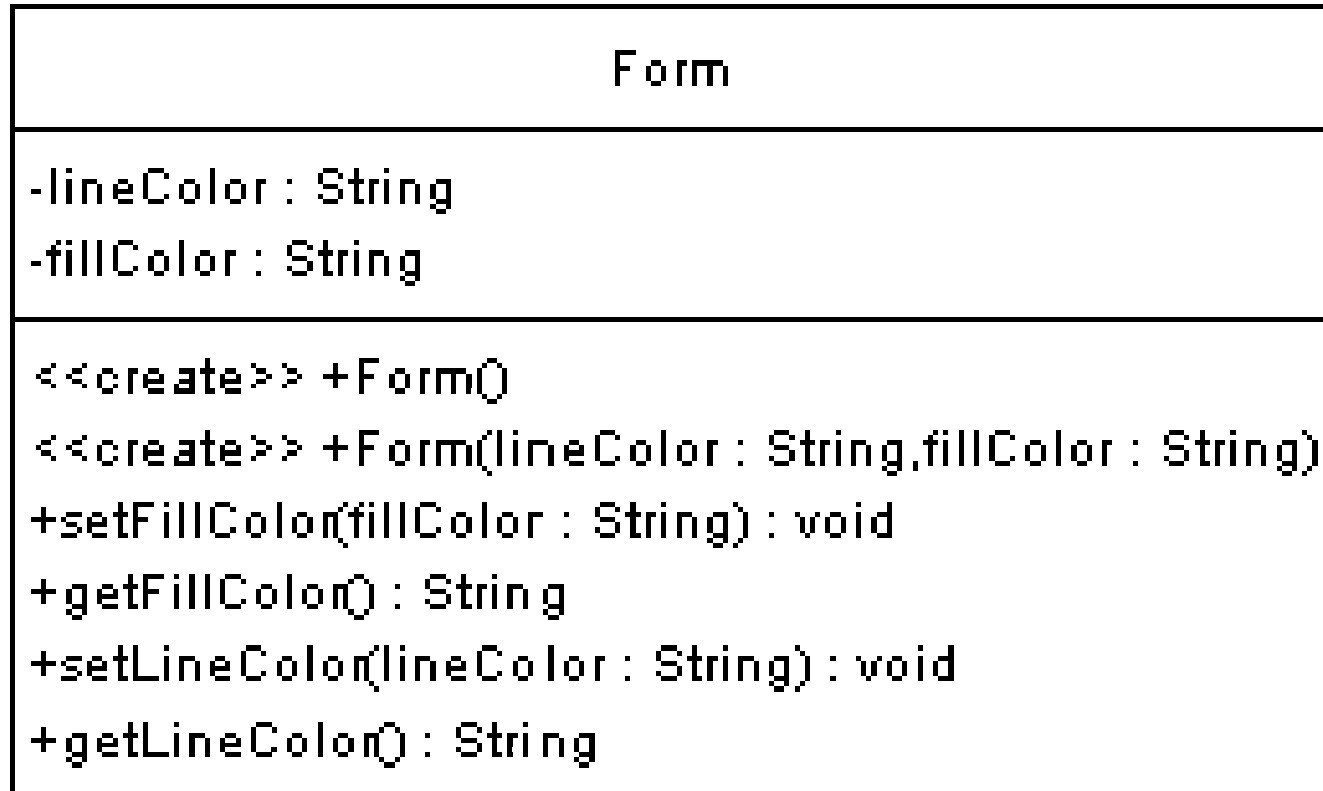 Form
-lineColor : String
-fillColor : String
<<create>> +Form()
<<create>> +Form(lineColor : String,fillColor : String)
+setFillColor(fillColor : String) : void
+getFillColor() : String
+setLineColor(lineColor : String) : void
+getLineColor() : String